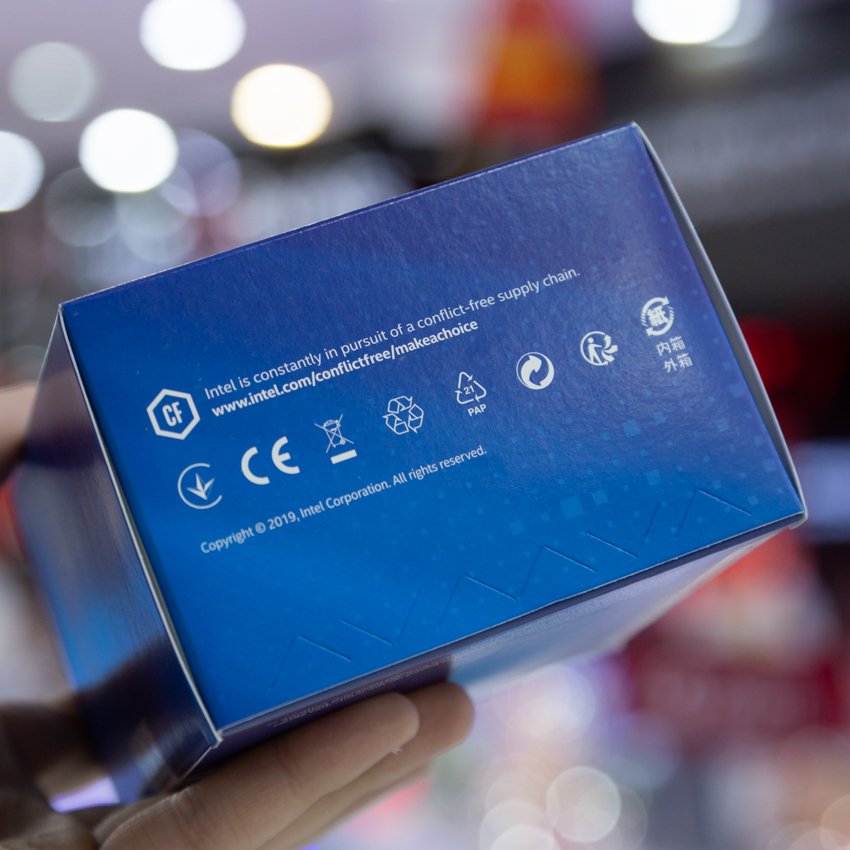 CF
Intel is constantly in pursuit of a conflict-free supply chain.
www.intel.com/conflictfree/makeachoice
CE
21
PAP
紙
内箱
外箱
Copyright © 2019, Intel Corporation. All rights reserved.